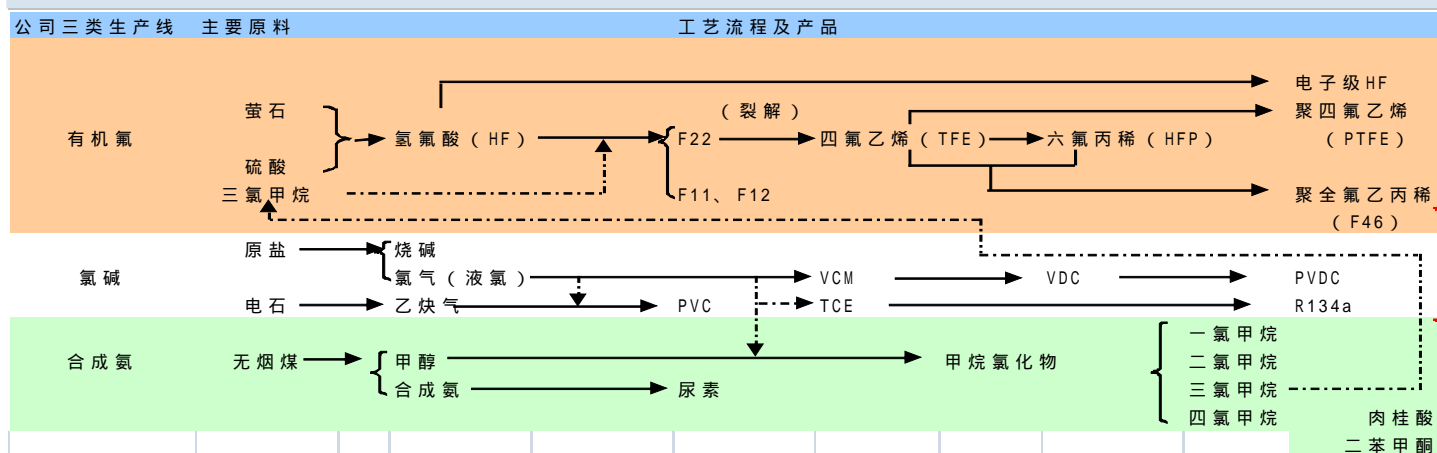 公司三类生产线 主要原料 工艺流程及产品
电子级HF
萤石 (裂解) 聚四氟乙烯
有机氟 氢氟酸(HF) F22 四氟乙烯(TFE) 六氟丙稀(HFP) (PTFE)
硫酸
三氯甲烷 F11、F12 聚全氟乙丙稀
(F46)
原盐 烧碱
氯碱 氯气(液氯) VCM VDC PVDC
电石 乙炔气 PVC TCE R134a
一氯甲烷
合成氨 无烟煤 甲醇 甲烷氯化物 二氯甲烷
合成氨 尿素 三氯甲烷
四氯甲烷 肉桂酸
二苯甲酮